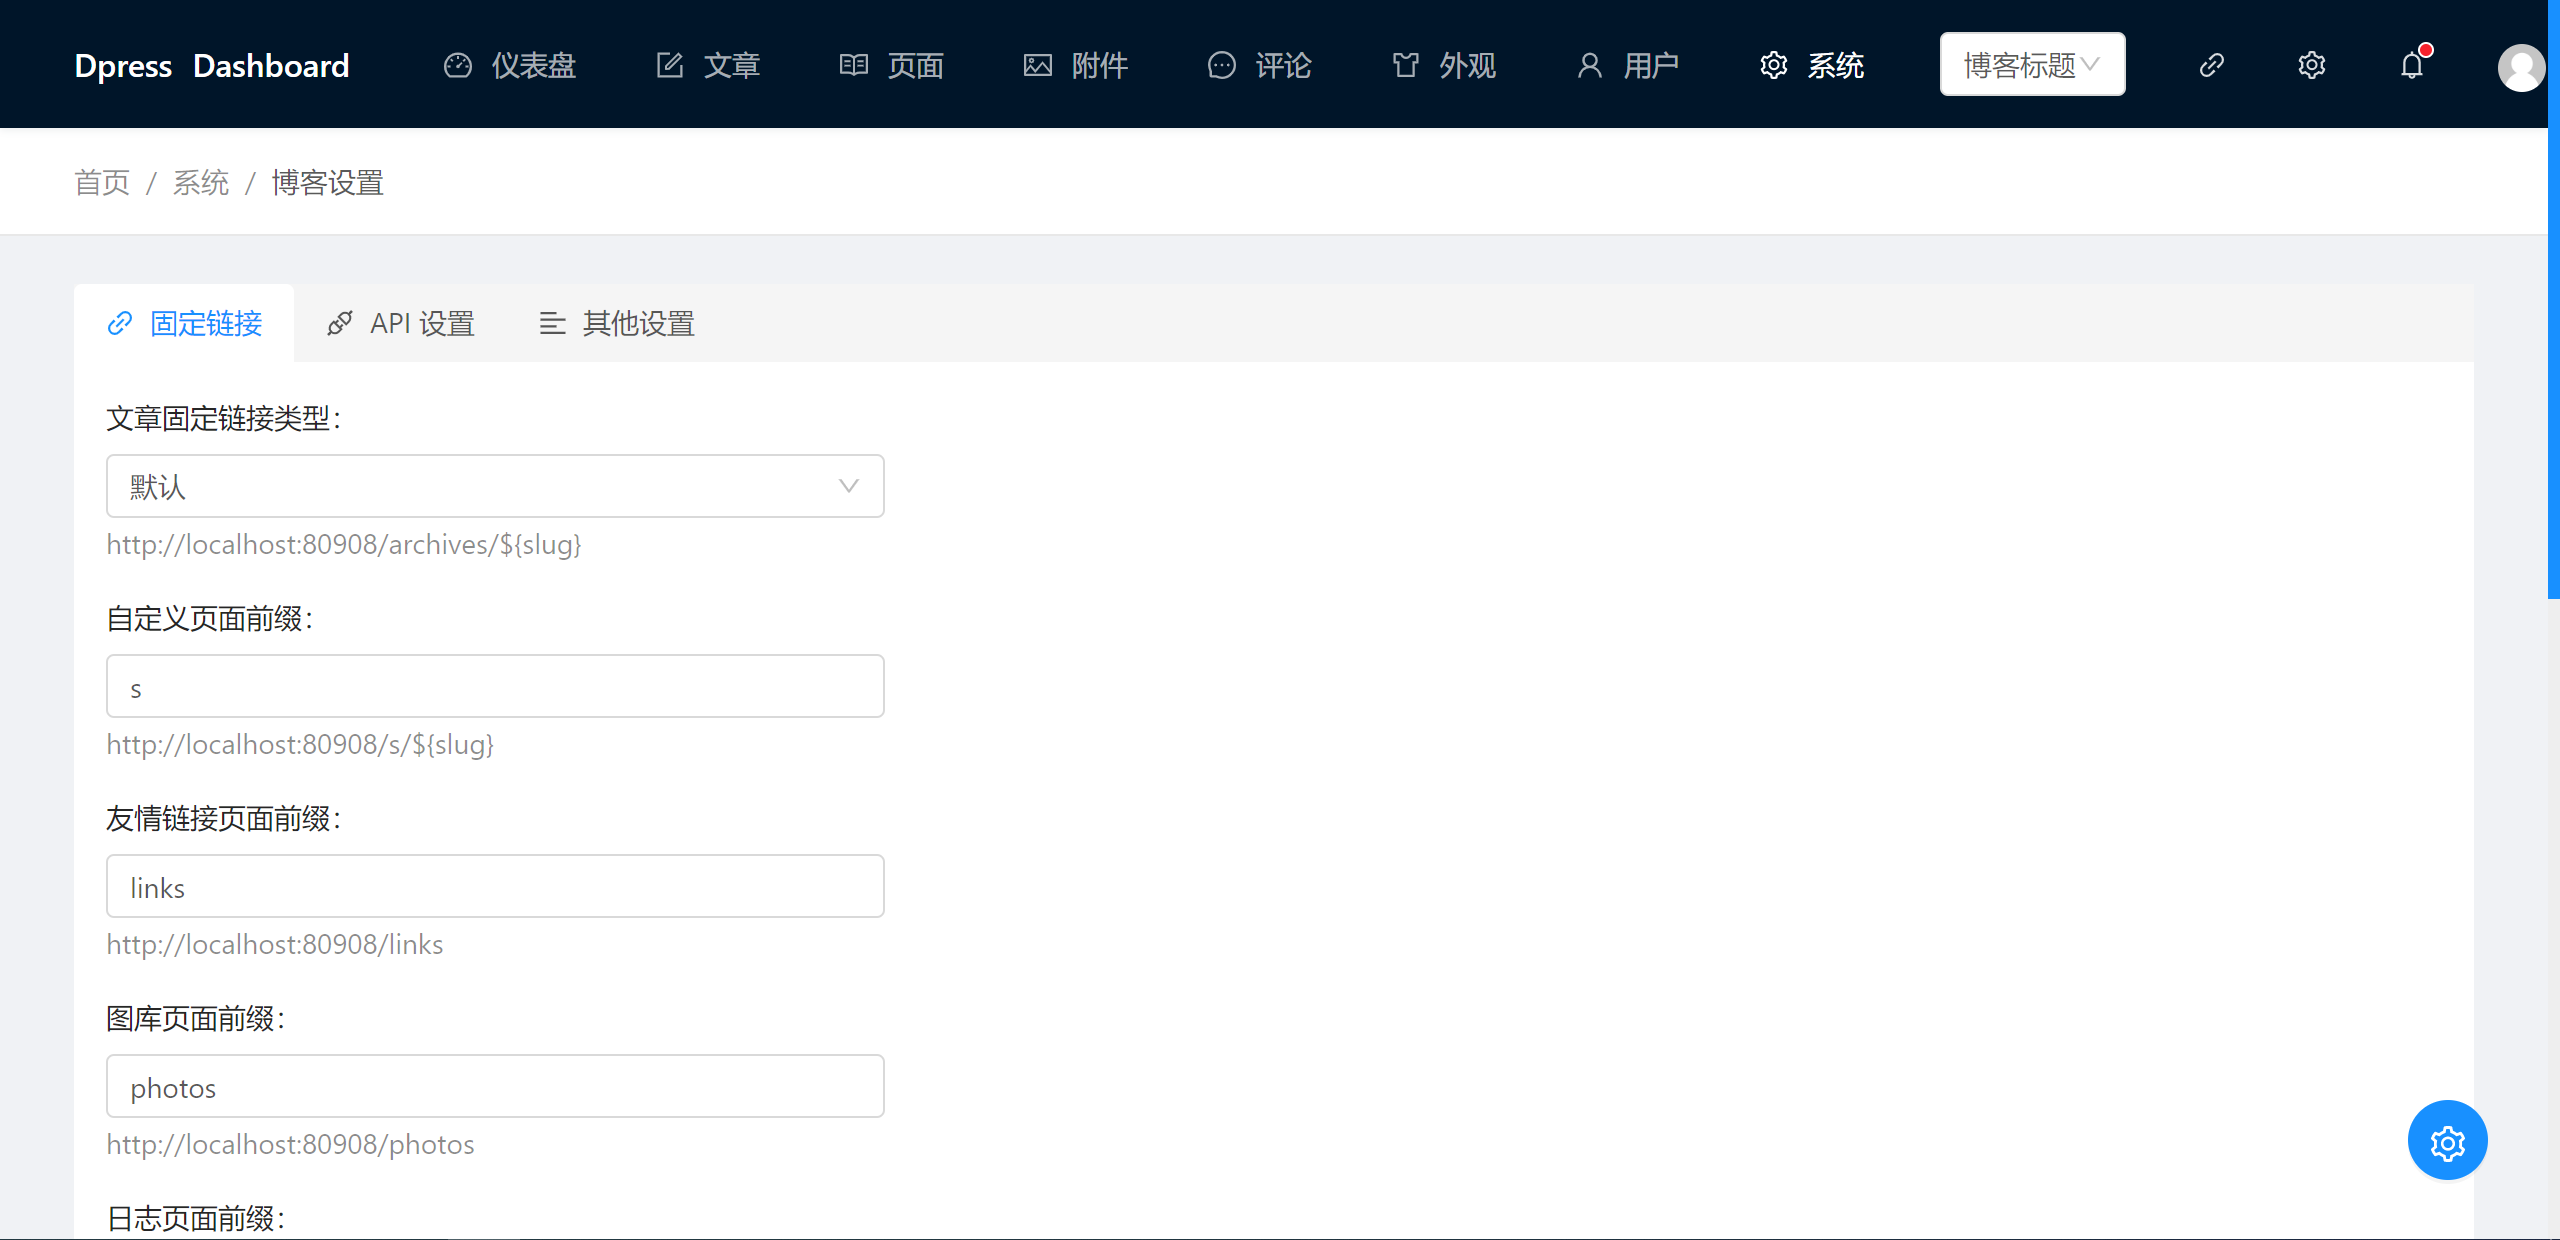 Dpress Dashboard 仪表盘 文章 页面 附件 评论 外观 用户 系统 博客标题
首页 / 系统 / 博客设置
固定链接 API 设置 其他设置
文章固定链接类型：
默认
http://localhost:80908/archives/${slug}
自定义页面前缀：
s
http://localhost:80908/s/${slug}
友情链接页面前缀：
links
http://localhost:80908/links
图库页面前缀：
photos
http://localhost:80908/photos
日志页面前缀：